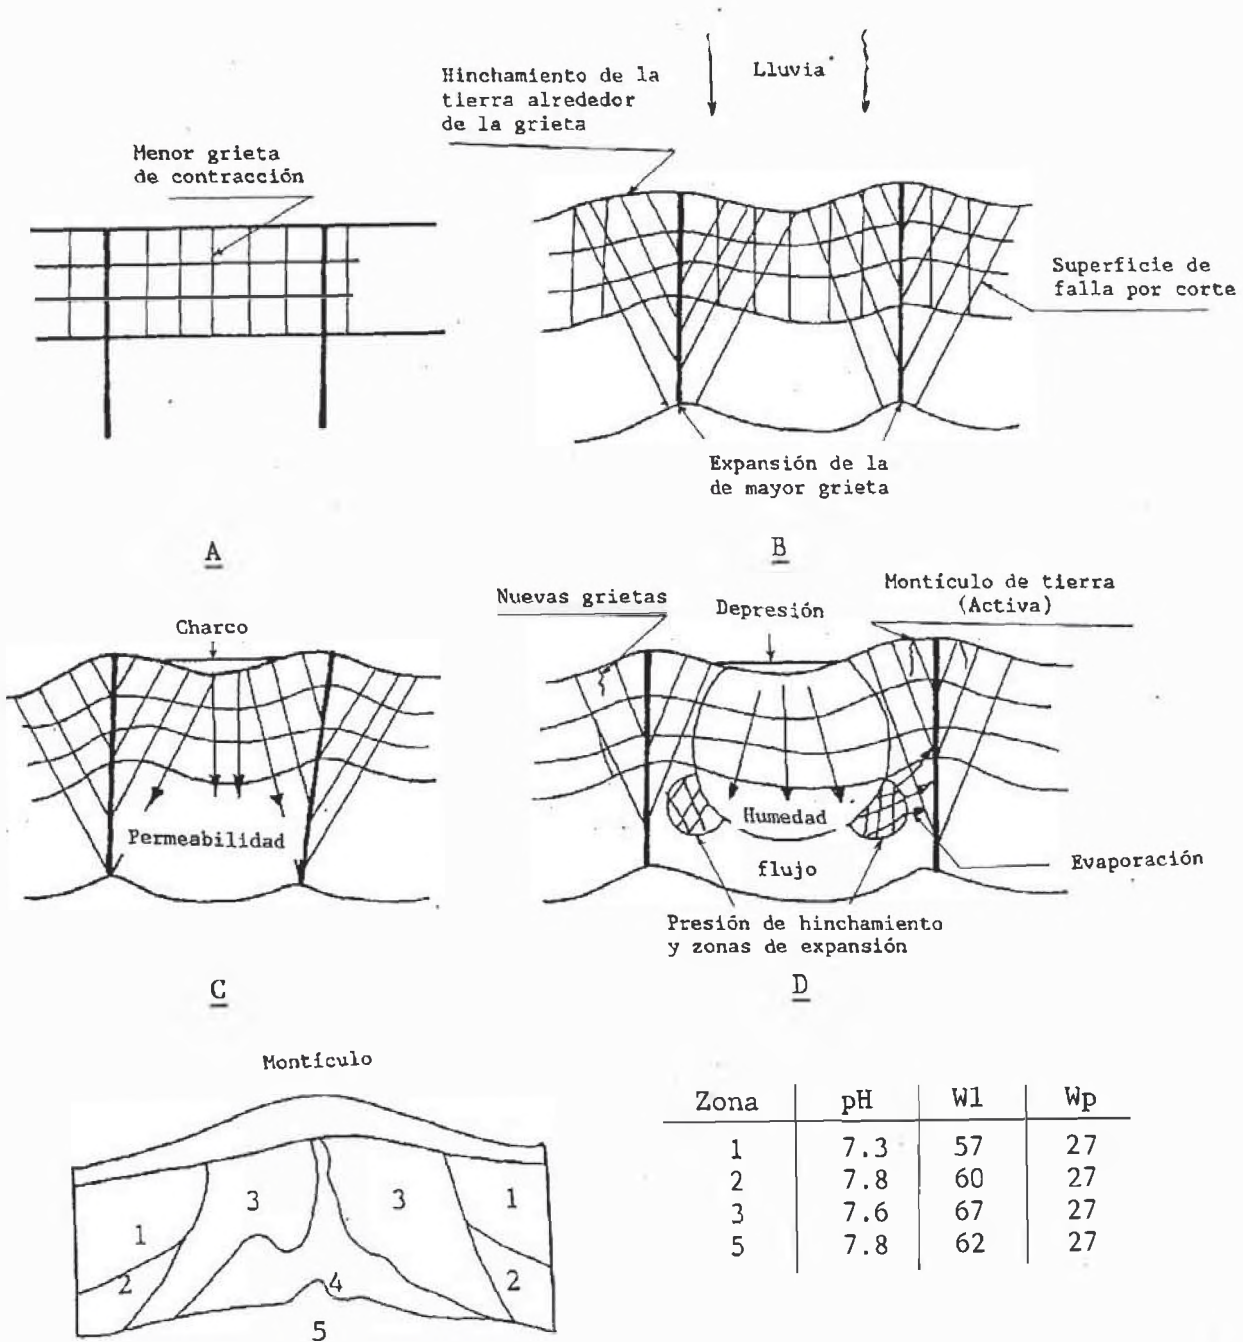 Menor grieta
de contracción
A
Hinchamiento de la
tierra alrededor
de la grieta
Lluvia
Superficie de
falla por corte
Expansión de la
de mayor grieta
B
Charco
Permeabilidad
C
Nuevas grietas
Depresión
Montículo de tierra
(Activa)
Humedad
flujo
Evaporación
Presión de hinchamiento
y zonas de expansión
D
Montículo
1
2
3
3
1
2
4
5
Zona pH Wl Wp
1 7.3 57 27
2 7.8 60 27
3 7.6 67 27
5 7.8 62 27